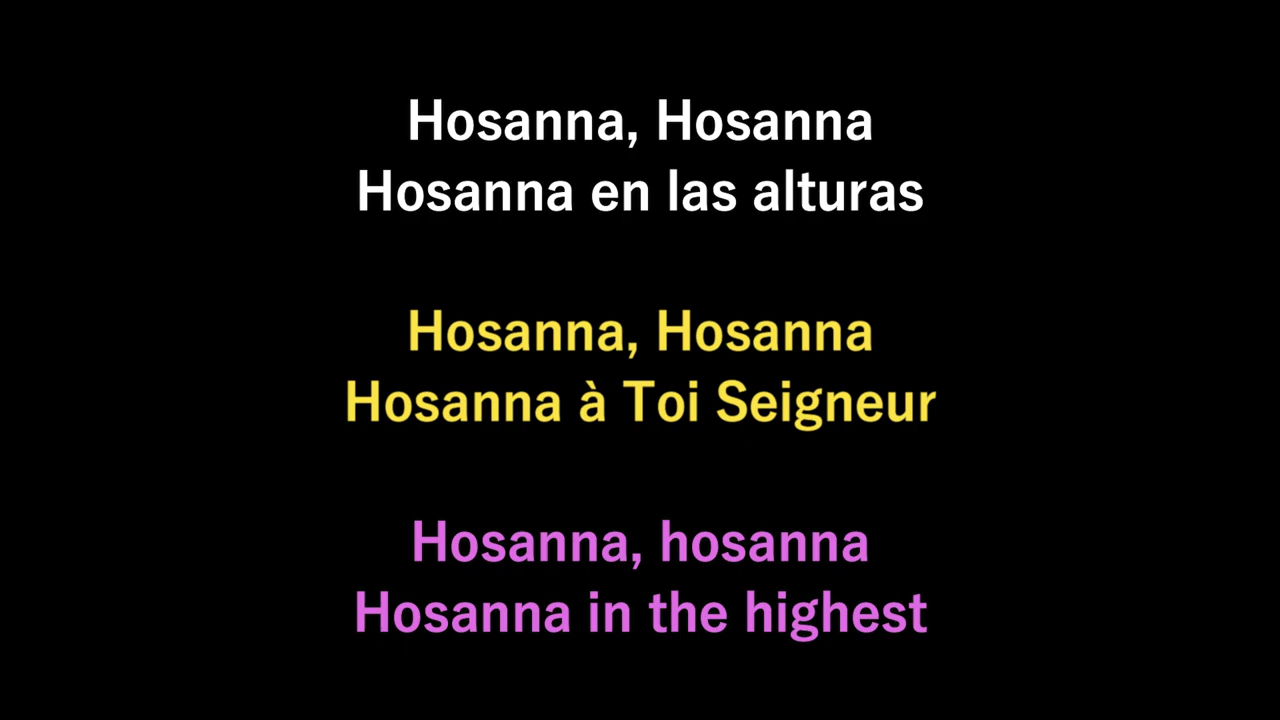 Hosanna, Hosanna
Hosanna en las alturas
Hosanna, Hosanna
Hosanna à Toi Seigneur
Hosanna, hosanna
Hosanna in the highest